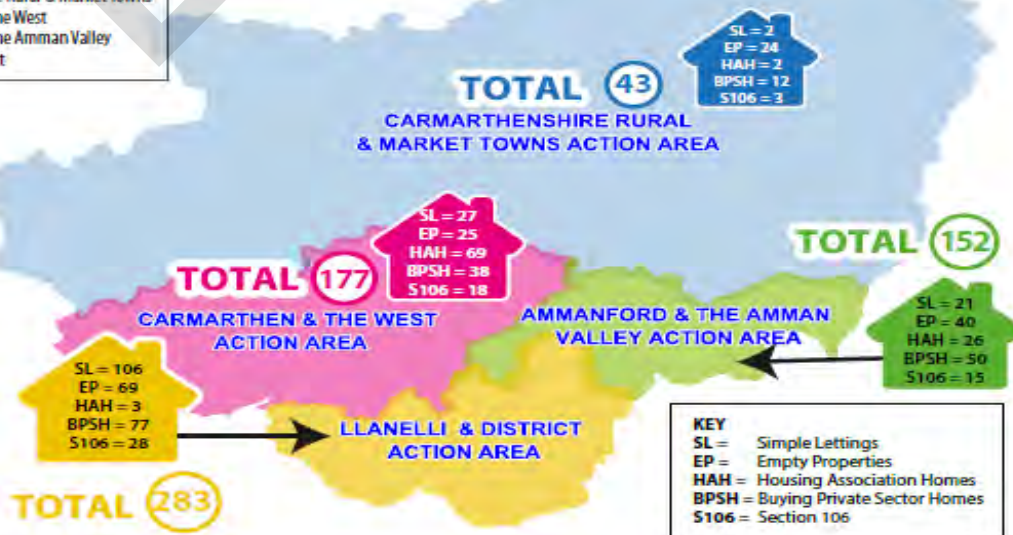 he West
he Amman Valley
SL = 2
EP = 24
HAH = 2
BPSH = 12
S106 = 3
TOTAL 43
CARMARTHENSHIRE RURAL
& MARKET TOWNS ACTION AREA
SL = 27
EP = 25
HAH = 69
BPSH = 38
S106 = 18
TOTAL 177
CARMARTHEN & THE WEST
ACTION AREA
TOTAL 152
SL = 21
EP = 40
HAH = 26
BPSH = 50
S106 = 15
AMMANFORD & THE AMMAN
VALLEY ACTION AREA
SL = 106
EP = 69
HAH = 3
BPSH = 77
S106 = 28
LLANELLI & DISTRICT
ACTION AREA
TOTAL 283
KEY
SL = Simple Lettings
EP = Empty Properties
HAH = Housing Association Homes
BPSH = Buying Private Sector Homes
S106 = Section 106